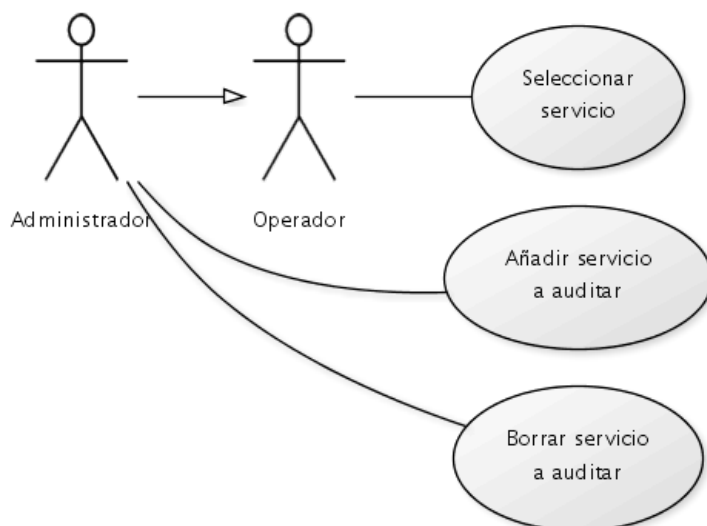 Seleccionar
servicio
Administrador
Operador
Añadir servicio
a auditar
Borrar servicio
a auditar